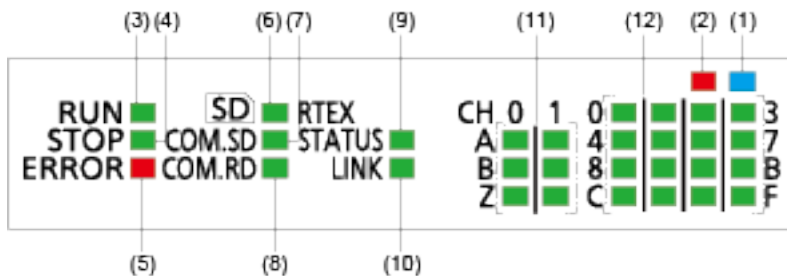 (3) (4) (6) (7) (9) (11) (12) (2) (1)
RUN SD RTEX CH 0 1 0 3
STOP COM.SD STATUS A 4 7
ERROR COM.RD LINK B 8 B
Z C F
(5) (8) (10)